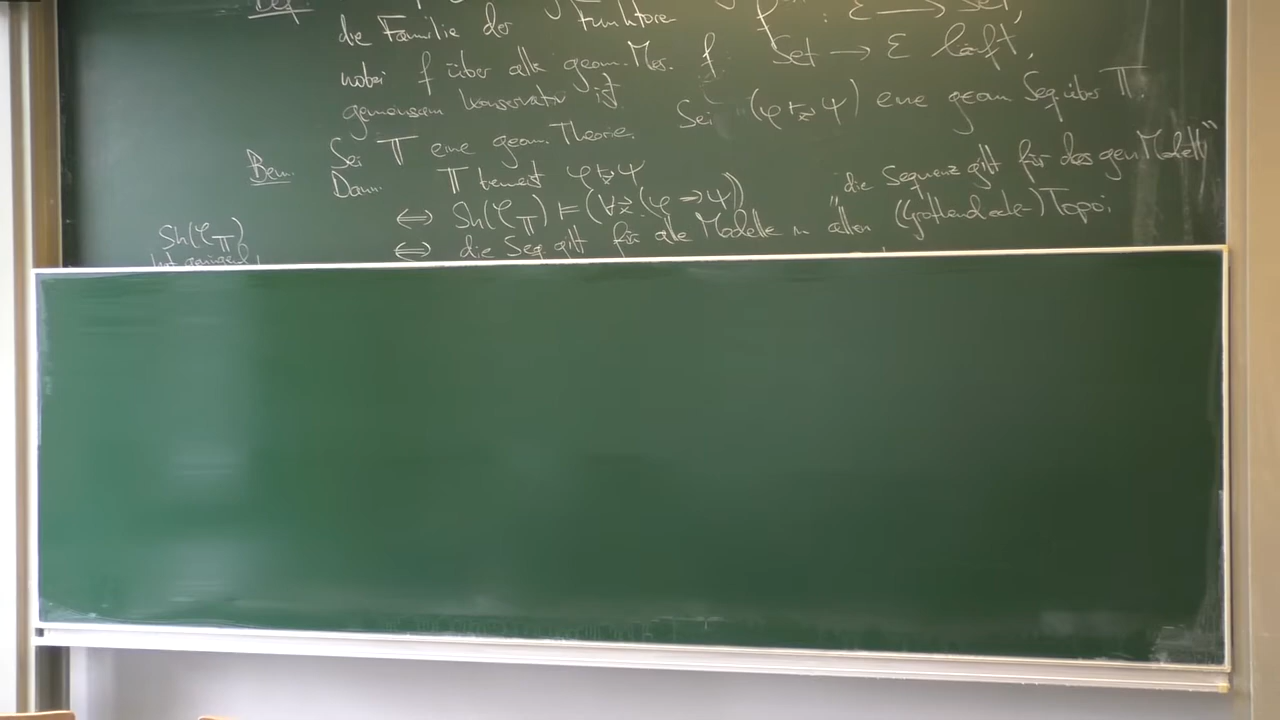 Def.
die Familie der Funktoren f : ℰ → Set,
wobei f über alle geom. Mor. f: Set → ℰ läuft,
gemeinsam konservativ ist
Bem. Sei 𝕋 eine geom. Theorie. Sei (φ ⊢_x⃗ ψ) eine geom Seq über 𝕋.
Dann: 𝕋 beweist φ ⊢_x⃗ ψ
⇔ Sh(𝒞_𝕋) ⊨ (∀x⃗. (φ ⇒ ψ)) "die Sequenz gilt für das gen Modell"
⇔ die Seq. gilt für alle Modelle in allen (Grothendieck-)Topoi
Sh(𝒞_𝕋)